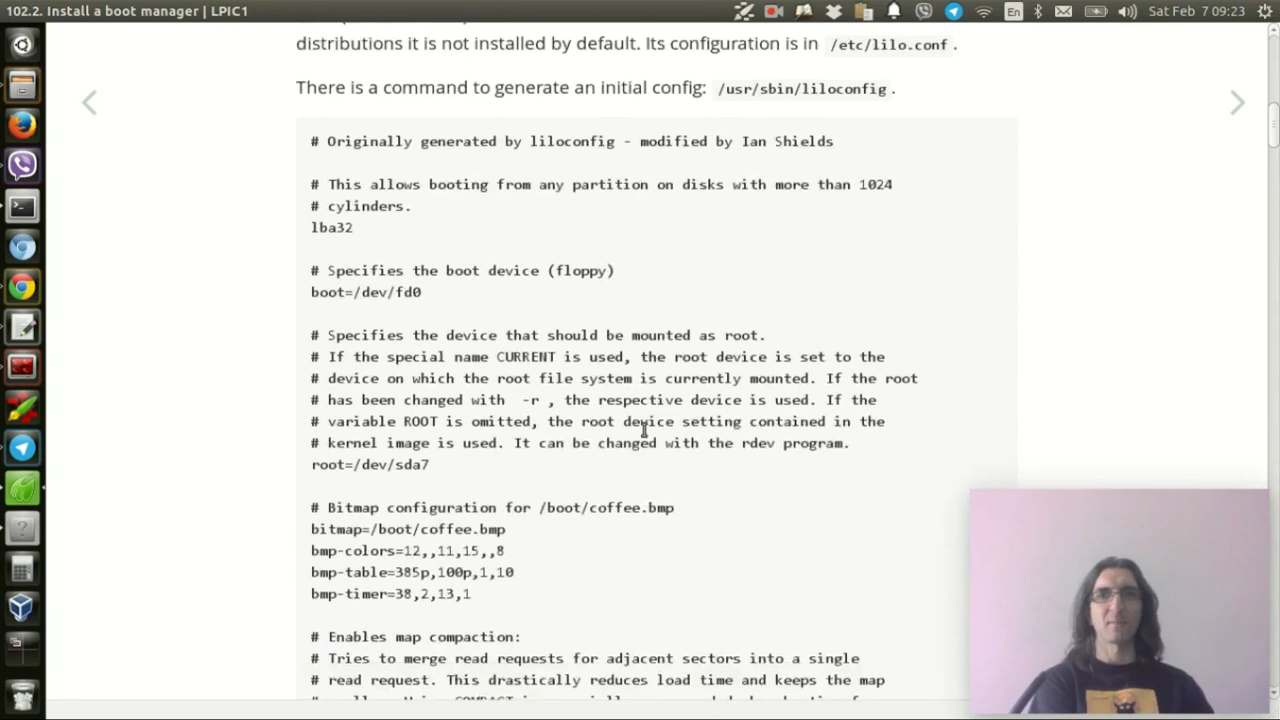 102.2. Install a boot manager | LPIC1
En
Sat Feb 7 09:23
distributions it is not installed by default. Its configuration is in /etc/lilo.conf.
There is a command to generate an initial config: /usr/sbin/liloconfig.
# Originally generated by liloconfig - modified by Ian Shields
# This allows booting from any partition on disks with more than 1024
# cylinders.
lba32
# Specifies the boot device (floppy)
boot=/dev/fd0
# Specifies the device that should be mounted as root.
# If the special name CURRENT is used, the root device is set to the
# device on which the root file system is currently mounted. If the root
# has been changed with  -r , the respective device is used. If the
# variable ROOT is omitted, the root device setting contained in the
# kernel image is used. It can be changed with the rdev program.
root=/dev/sda7
# Bitmap configuration for /boot/coffee.bmp
bitmap=/boot/coffee.bmp
bmp-colors=12,,11,15,,8
bmp-table=385p,100p,1,10
bmp-timer=38,2,13,1
# Enables map compaction:
# Tries to merge read requests for adjacent sectors into a single
# read request. This drastically reduces load time and keeps the map